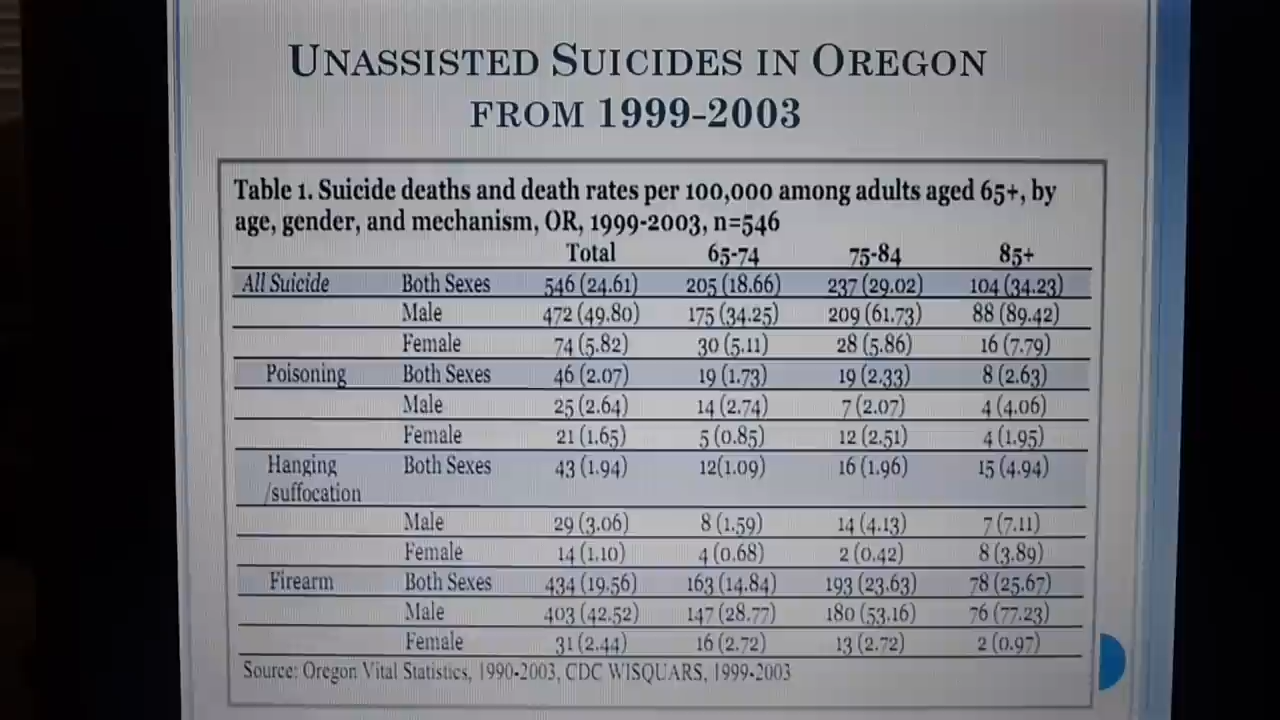 UNASSISTED SUICIDES IN OREGON
FROM 1999-2003
Table 1. Suicide deaths and death rates per 100,000 among adults aged 65+, by
age, gender, and mechanism, OR, 1999-2003, n=546
Total 65-74 75-84 85+
All Suicide Both Sexes 546 (24.61) 205 (18.66) 237 (29.02) 104 (34.23)
Male 472 (49.80) 175 (34.25) 209 (61.73) 88 (89.42)
Female 74 (5.82) 30 (5.11) 28 (5.86) 16 (7.79)
Poisoning Both Sexes 46 (2.07) 19 (1.73) 19 (2.33) 8 (2.63)
Male 25 (2.64) 14 (2.74) 7 (2.07) 4 (4.06)
Female 21 (1.65) 5 (0.85) 12 (2.51) 4 (1.95)
Hanging Both Sexes 43 (1.94) 12(1.09) 16 (1.96) 15 (4.94)
/suffocation
Male 29 (3.06) 8 (1.59) 14 (4.13) 7 (7.11)
Female 14 (1.10) 4 (0.68) 2 (0.42) 8 (3.89)
Firearm Both Sexes 434 (19.56) 163 (14.84) 193 (23.63) 78 (25.67)
Male 403 (42.52) 147 (28.77) 180 (53.16) 76 (77.23)
Female 31 (2.44) 16 (2.72) 13 (2.72) 2 (0.97)
Source: Oregon Vital Statistics, 1990-2003, CDC WISQUARS, 1999-2003